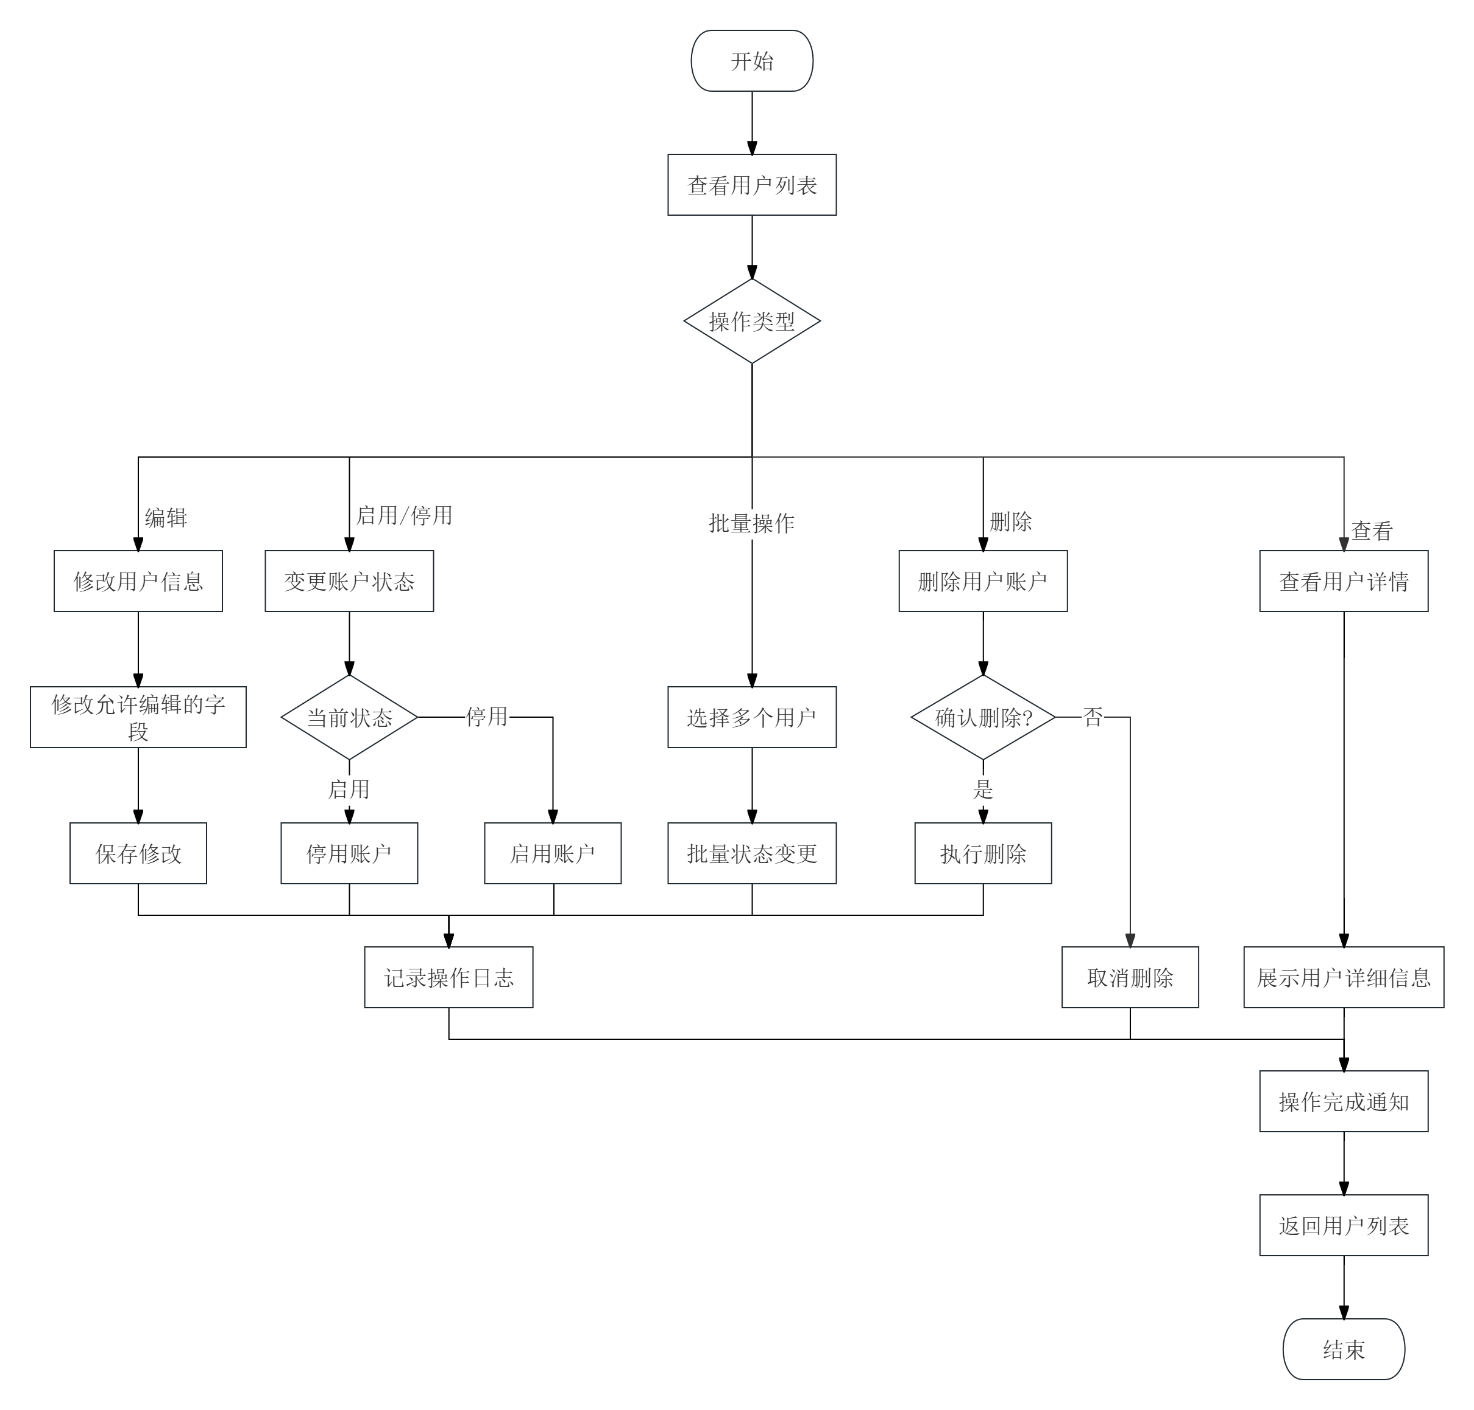 开始
查看用户列表
操作类型
编辑
启用/停用
批量操作
删除
查看
修改用户信息
变更账户状态
删除用户账户
查看用户详情
修改允许编辑的字
段
当前状态
停用
选择多个用户
确认删除?
否
启用
是
保存修改
停用账户
启用账户
批量状态变更
执行删除
记录操作日志
取消删除
展示用户详细信息
操作完成通知
返回用户列表
结束